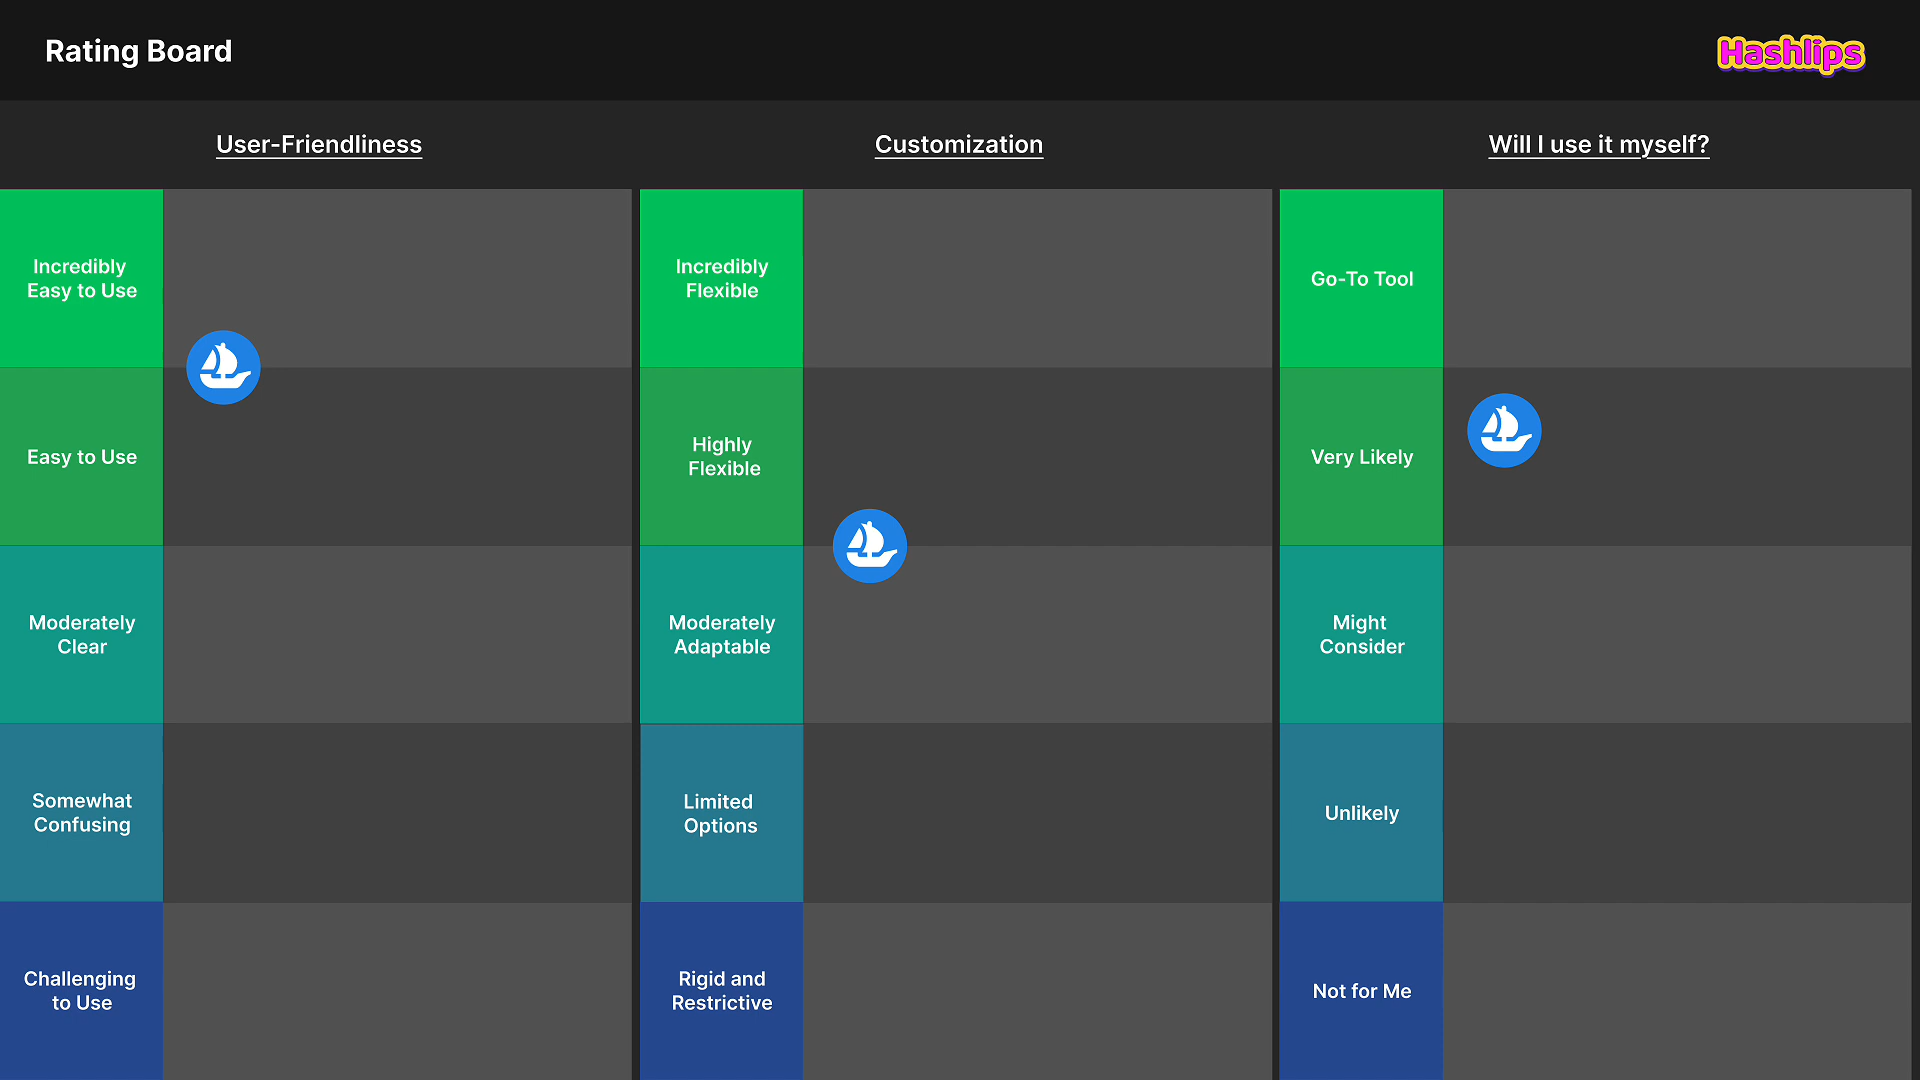 Rating Board
Hashlips
User-Friendliness
Incredibly
Easy to Use
Easy to Use
Moderately
Clear
Somewhat
Confusing
Challenging
to Use
Customization
Incredibly
Flexible
Highly
Flexible
Moderately
Adaptable
Limited
Options
Rigid and
Restrictive
Will I use it myself?
Go-To Tool
Very Likely
Might
Consider
Unlikely
Not for Me